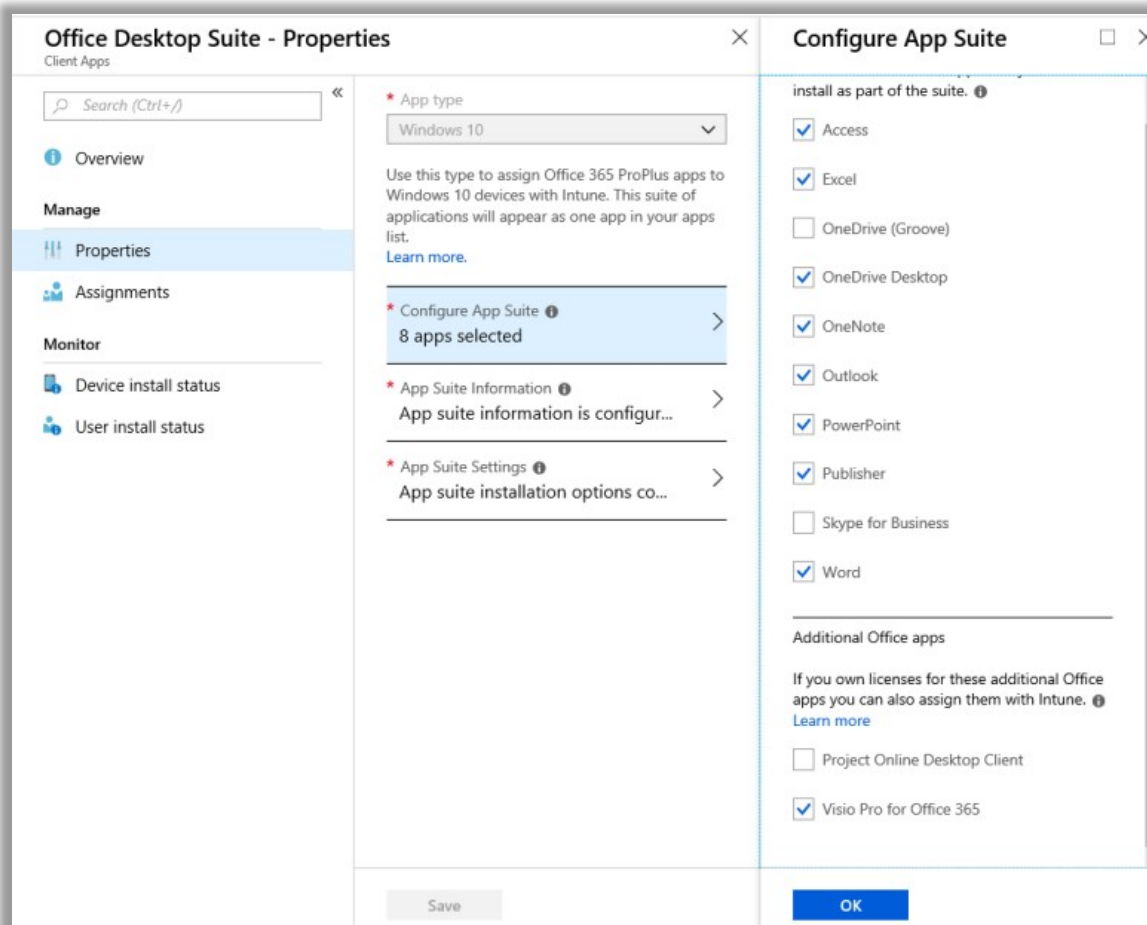 Office Desktop Suite - Properties
Client Apps
Search (Ctrl+/)
Overview
Manage
Properties
Assignments
Monitor
Device install status
User install status
* App type
Windows 10
Use this type to assign Office 365 ProPlus apps to
Windows 10 devices with Intune. This suite of
applications will appear as one app in your apps
list.
Learn more.
* Configure App Suite
8 apps selected
* App Suite Information
App suite information is configur...
* App Suite Settings
App suite installation options co...
Save
Configure App Suite
install as part of the suite.
Access
Excel
OneDrive (Groove)
OneDrive Desktop
OneNote
Outlook
PowerPoint
Publisher
Skype for Business
Word
Additional Office apps
If you own licenses for these additional Office
apps you can also assign them with Intune.
Learn more
Project Online Desktop Client
Visio Pro for Office 365
OK